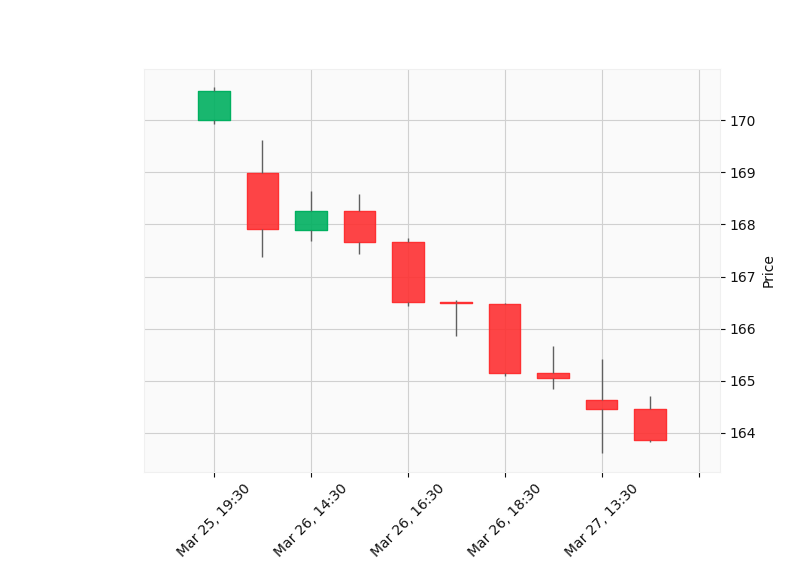 170
169
168
167
166
165
164
Price
Mar 25, 19:30
Mar 26, 14:30
Mar 26, 16:30
Mar 26, 18:30
Mar 27, 13:30